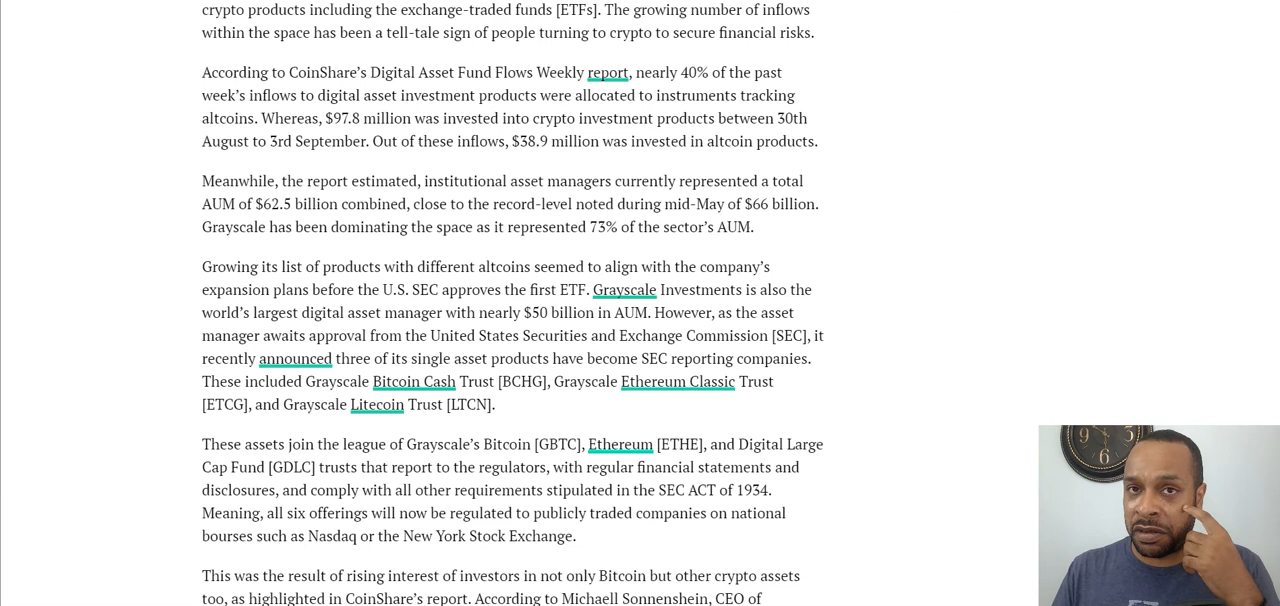 crypto products including the exchange-traded funds [ETFs]. The growing number of inflows
within the space has been a tell-tale sign of people turning to crypto to secure financial risks.
According to CoinShare’s Digital Asset Fund Flows Weekly report, nearly 40% of the past
week’s inflows to digital asset investment products were allocated to instruments tracking
altcoins. Whereas, $97.8 million was invested into crypto investment products between 30th
August to 3rd September. Out of these inflows, $38.9 million was invested in altcoin products.
Meanwhile, the report estimated, institutional asset managers currently represented a total
AUM of $62.5 billion combined, close to the record-level noted during mid-May of $66 billion.
Grayscale has been dominating the space as it represented 73% of the sector’s AUM.
Growing its list of products with different altcoins seemed to align with the company’s
expansion plans before the U.S. SEC approves the first ETF. Grayscale Investments is also the
world’s largest digital asset manager with nearly $50 billion in AUM. However, as the asset
manager awaits approval from the United States Securities and Exchange Commission [SEC], it
recently announced three of its single asset products have become SEC reporting companies.
These included Grayscale Bitcoin Cash Trust [BCHG], Grayscale Ethereum Classic Trust
[ETCG], and Grayscale Litecoin Trust [LTCN].
These assets join the league of Grayscale’s Bitcoin [GBTC], Ethereum [ETHE], and Digital Large
Cap Fund [GDLC] trusts that report to the regulators, with regular financial statements and
disclosures, and comply with all other requirements stipulated in the SEC ACT of 1934.
Meaning, all six offerings will now be regulated to publicly traded companies on national
bourses such as Nasdaq or the New York Stock Exchange.
This was the result of rising interest of investors in not only Bitcoin but other crypto assets
too, as highlighted in CoinShare’s report. According to Michaell Sonnenshein, CEO of
9 3
6